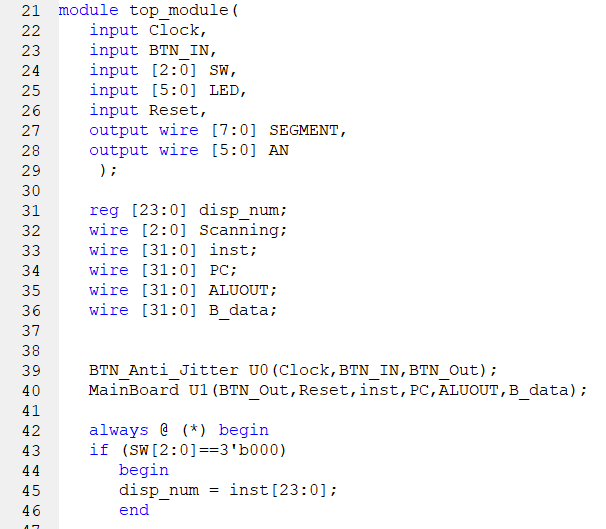 21 module top_module(
22 input Clock,
23 input BTN_IN,
24 input [2:0] SW,
25 input [5:0] LED,
26 input Reset,
27 output wire [7:0] SEGMENT,
28 output wire [5:0] AN
29 );
30
31 reg [23:0] disp_num;
32 wire [2:0] Scanning;
33 wire [31:0] inst;
34 wire [31:0] PC;
35 wire [31:0] ALUOUT;
36 wire [31:0] B_data;
37
38
39 BTN_Anti_Jitter U0(Clock,BTN_IN,BTN_Out);
40 MainBoard U1(BTN_Out,Reset,inst,PC,ALUOUT,B_data);
41
42 always @ (*) begin
43 if (SW[2:0]==3'b000)
44 begin
45 disp_num = inst[23:0];
46 end